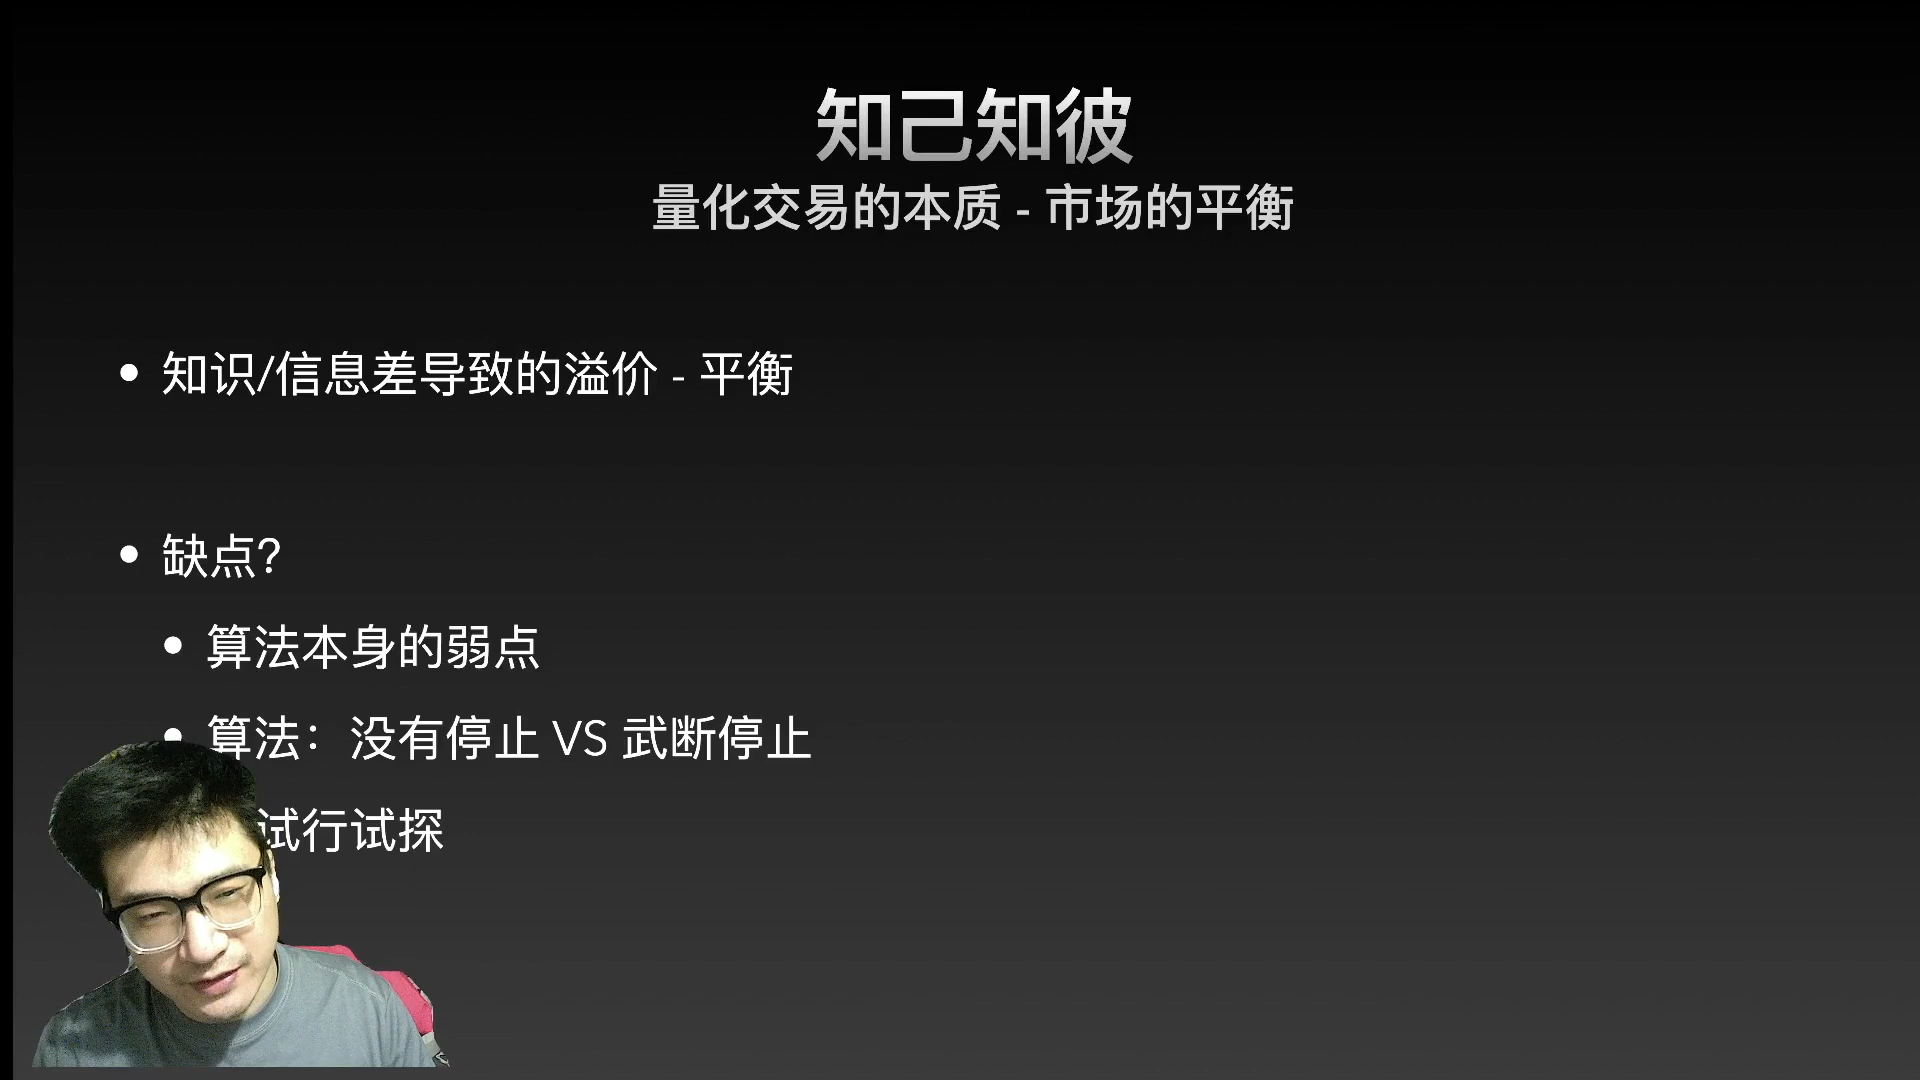 知己知彼
量化交易的本质 - 市场的平衡
• 知识/信息差导致的溢价 - 平衡
• 缺点?
• 算法本身的弱点
• 算法：没有停止 VS 武断停止
试行试探